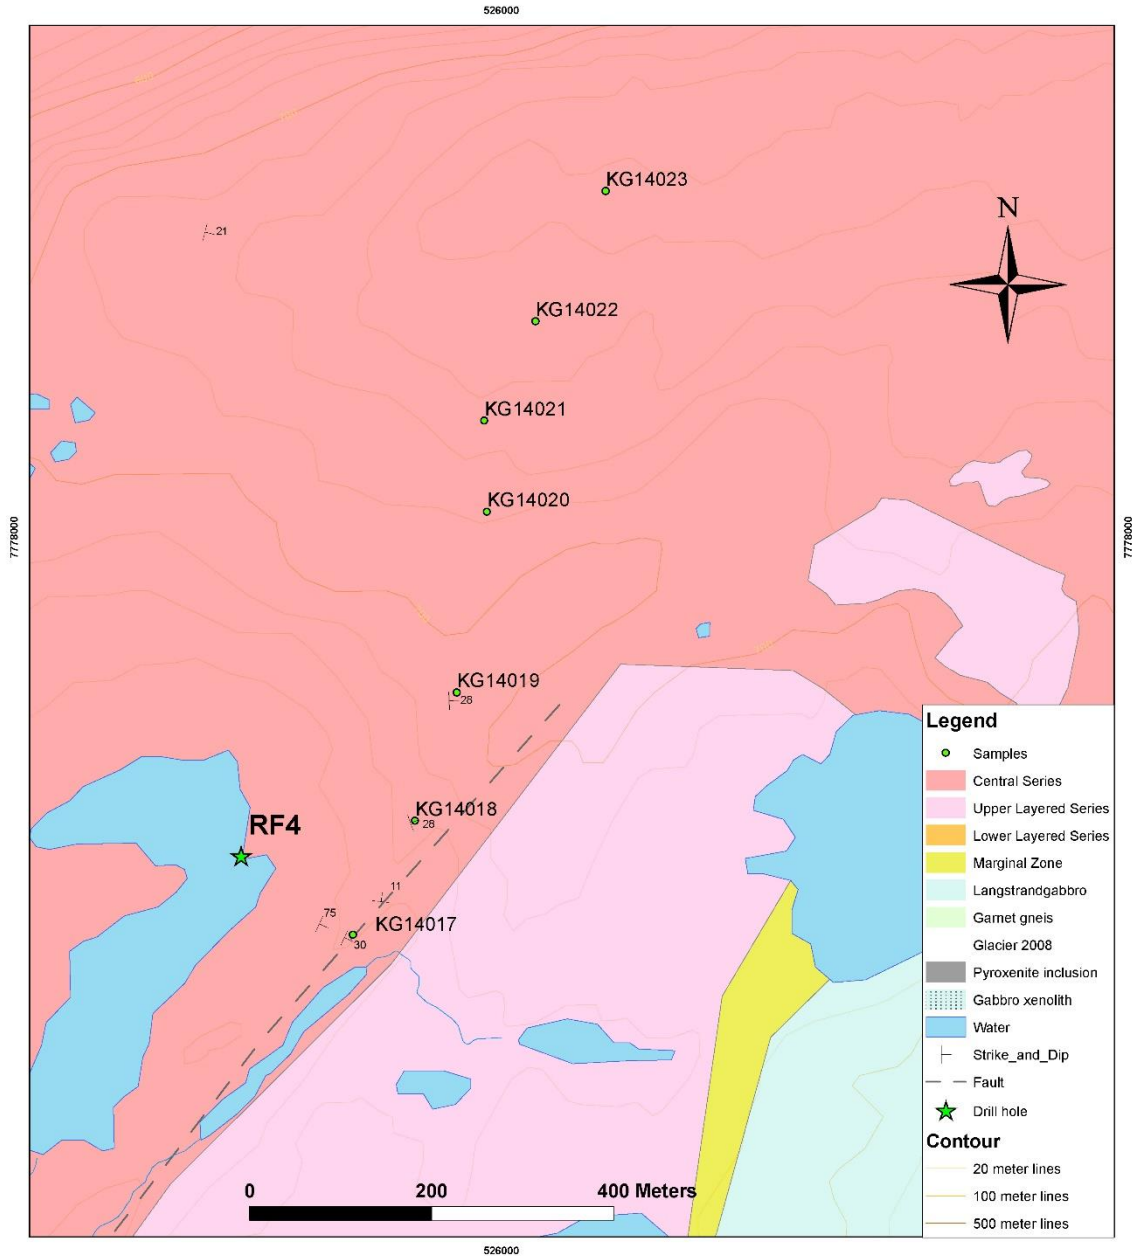 526000
KG14023
21
N
KG14022
KG14021
KG14020
7778000
7778000
KG14019
28
Legend
Samples
Central Series
Upper Layered Series
Lower Layered Series
Marginal Zone
Langstrandgabbro
Garnet gneis
Glacier 2008
Pyroxenite inclusion
Gabbro xenolith
Water
Strike_and_Dip
Fault
Drill hole
Contour
20 meter lines
100 meter lines
500 meter lines
KG14018
28
RF4
11
75
KG14017
30
0 200 400 Meters
526000